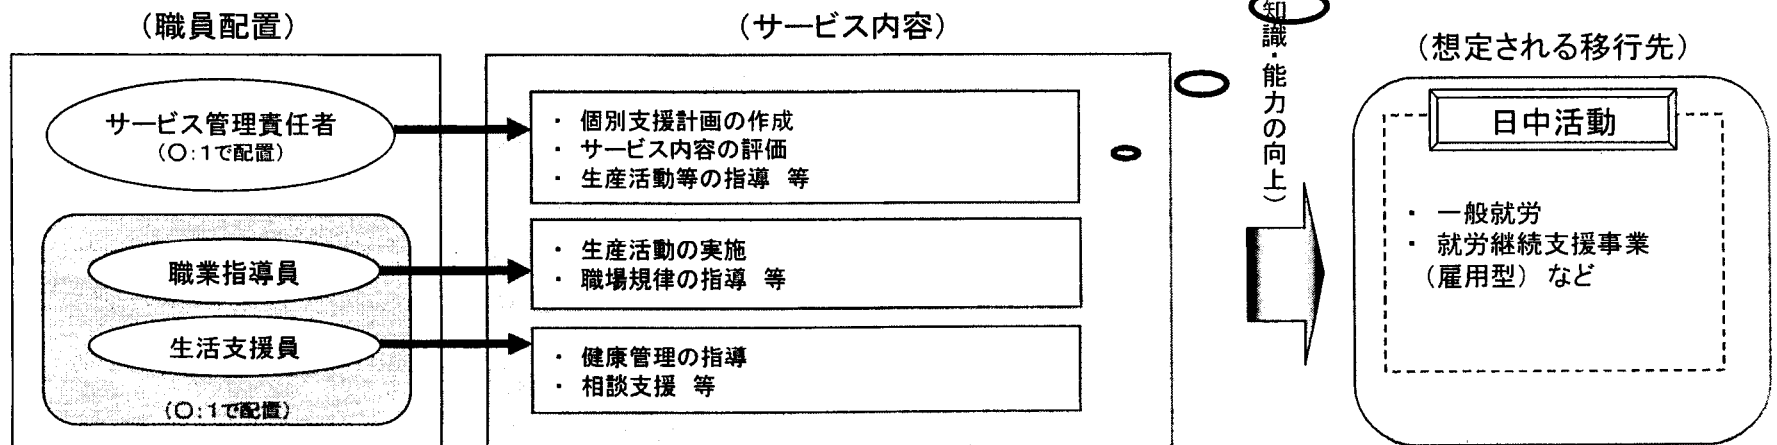 (職員配置)
サービス管理責任者
(〇:1で配置)
職業指導員
生活支援員
(〇:1で配置)
(サービス内容)
・ 個別支援計画の作成
・ サービス内容の評価
・ 生産活動等の指導 等
・ 生産活動の実施
・ 職場規律の指導 等
・ 健康管理の指導
・ 相談支援 等
知識・能力の向上)
(想定される移行先)
日中活動
・ 一般就労
・ 就労継続支援事業
(雇用型) など